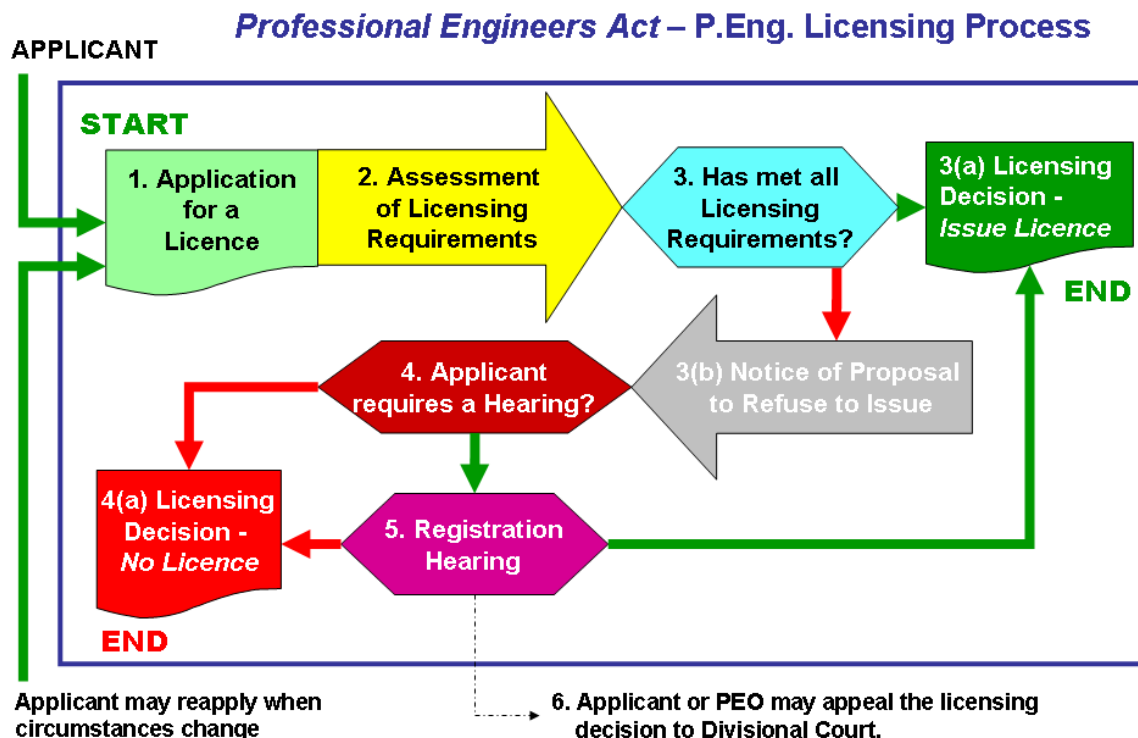 Professional Engineers Act – P.Eng. Licensing Process
APPLICANT
START
1. Application
for a
Licence
2. Assessment
of Licensing
Requirements
3. Has met all
Licensing
Requirements?
3(a) Licensing
Decision -
Issue Licence
END
4. Applicant
requires a Hearing?
3(b) Notice of Proposal
to Refuse to Issue
4(a) Licensing
Decision -
No Licence
END
5. Registration
Hearing
Applicant may reapply when
circumstances change
6. Applicant or PEO may appeal the licensing
decision to Divisional Court.